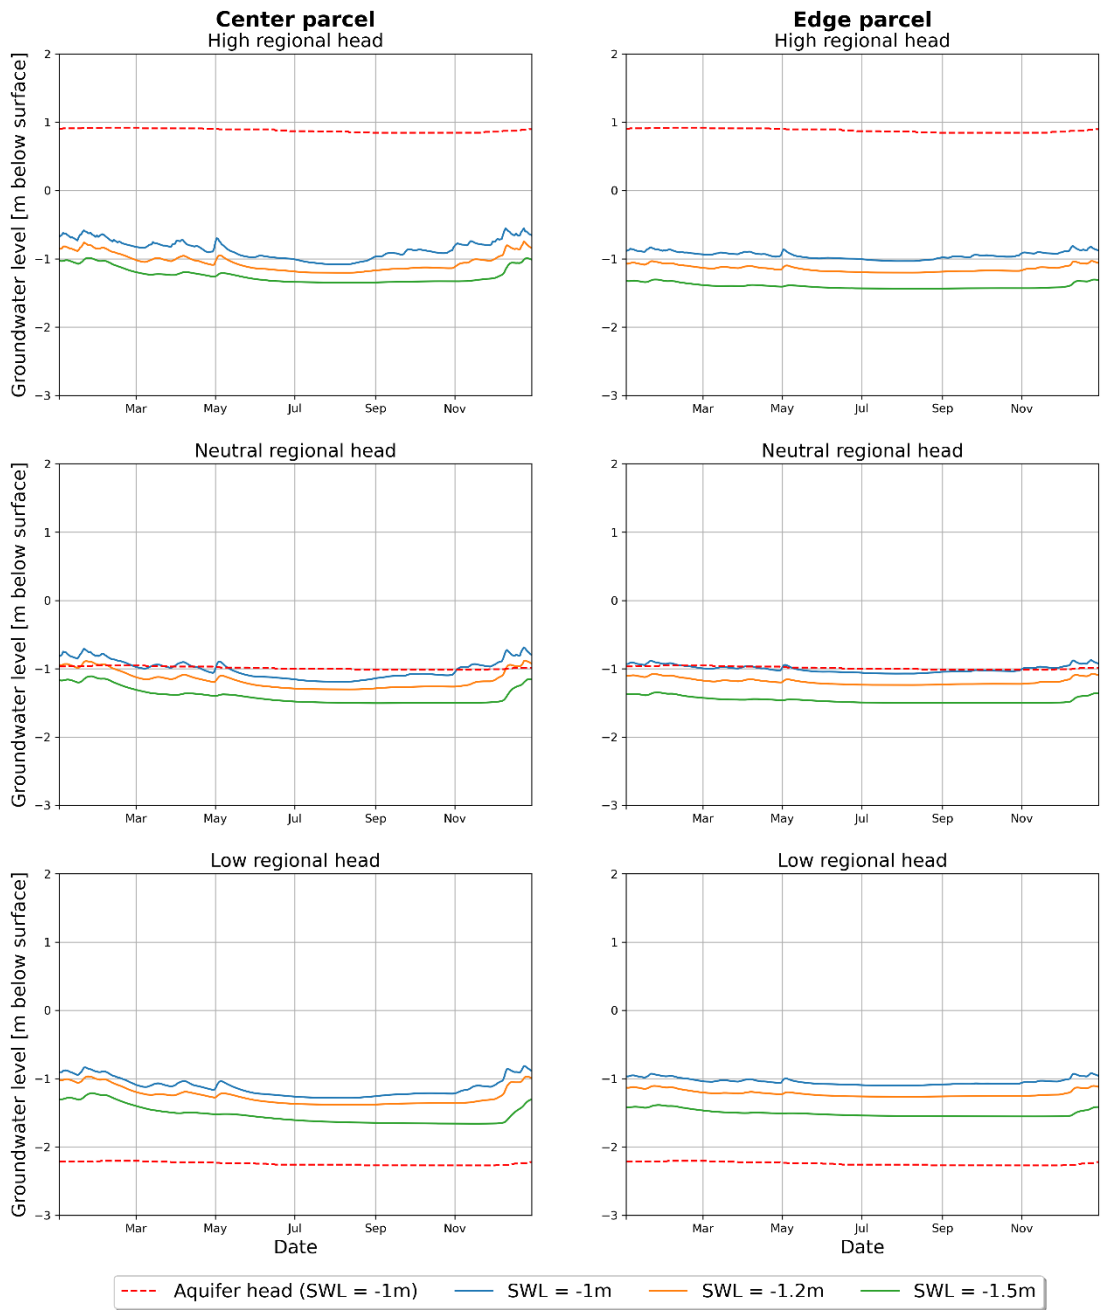 Center parcel
High regional head
Groundwater level [m below surface]
2
1
0
−1
−2
−3
Mar May Jul Sep Nov
Edge parcel
High regional head
2
1
0
−1
−2
−3
Mar May Jul Sep Nov
Neutral regional head
Groundwater level [m below surface]
2
1
0
−1
−2
−3
Mar May Jul Sep Nov
Neutral regional head
2
1
0
−1
−2
−3
Mar May Jul Sep Nov
Low regional head
Groundwater level [m below surface]
2
1
0
−1
−2
−3
Mar May Jul Sep Nov
Date
Low regional head
2
1
0
−1
−2
−3
Mar May Jul Sep Nov
Date
Aquifer head (SWL = -1m) SWL = -1m SWL = -1.2m SWL = -1.5m